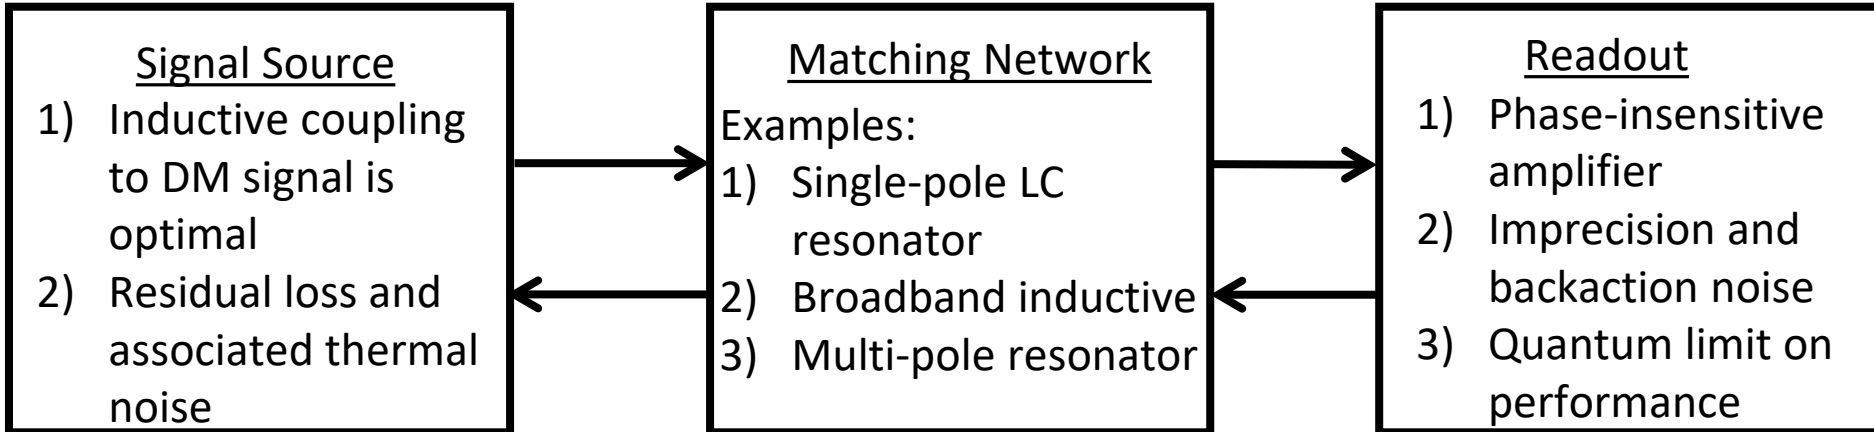 Signal Source
1) Inductive coupling
to DM signal is
optimal
2) Residual loss and
associated thermal
noise
Matching Network
Examples:
1) Single-pole LC
resonator
2) Broadband inductive
3) Multi-pole resonator
Readout
1) Phase-insensitive
amplifier
2) Imprecision and
backaction noise
3) Quantum limit on
performance